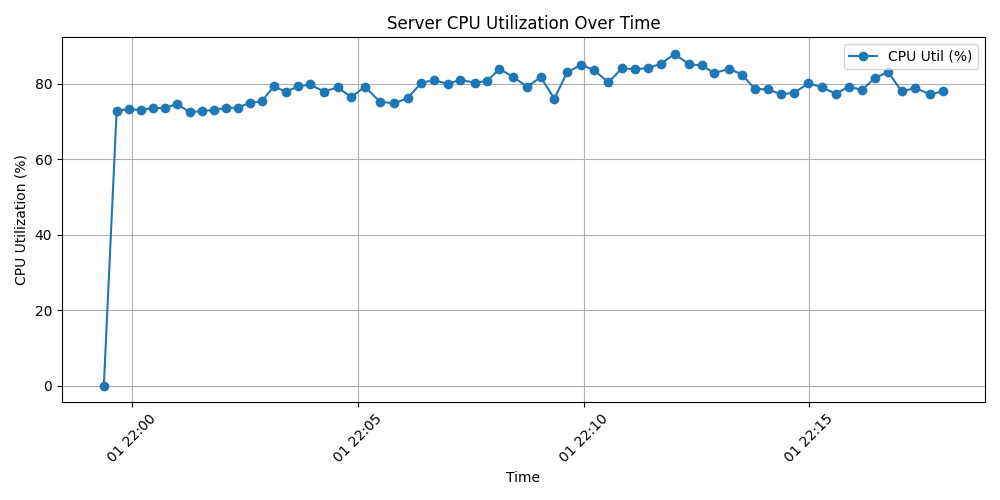 Server CPU Utilization Over Time
CPU Util (%)
CPU Utilization (%)
80
60
40
20
0
01 22:00
01 22:05
01 22:10
01 22:15
Time